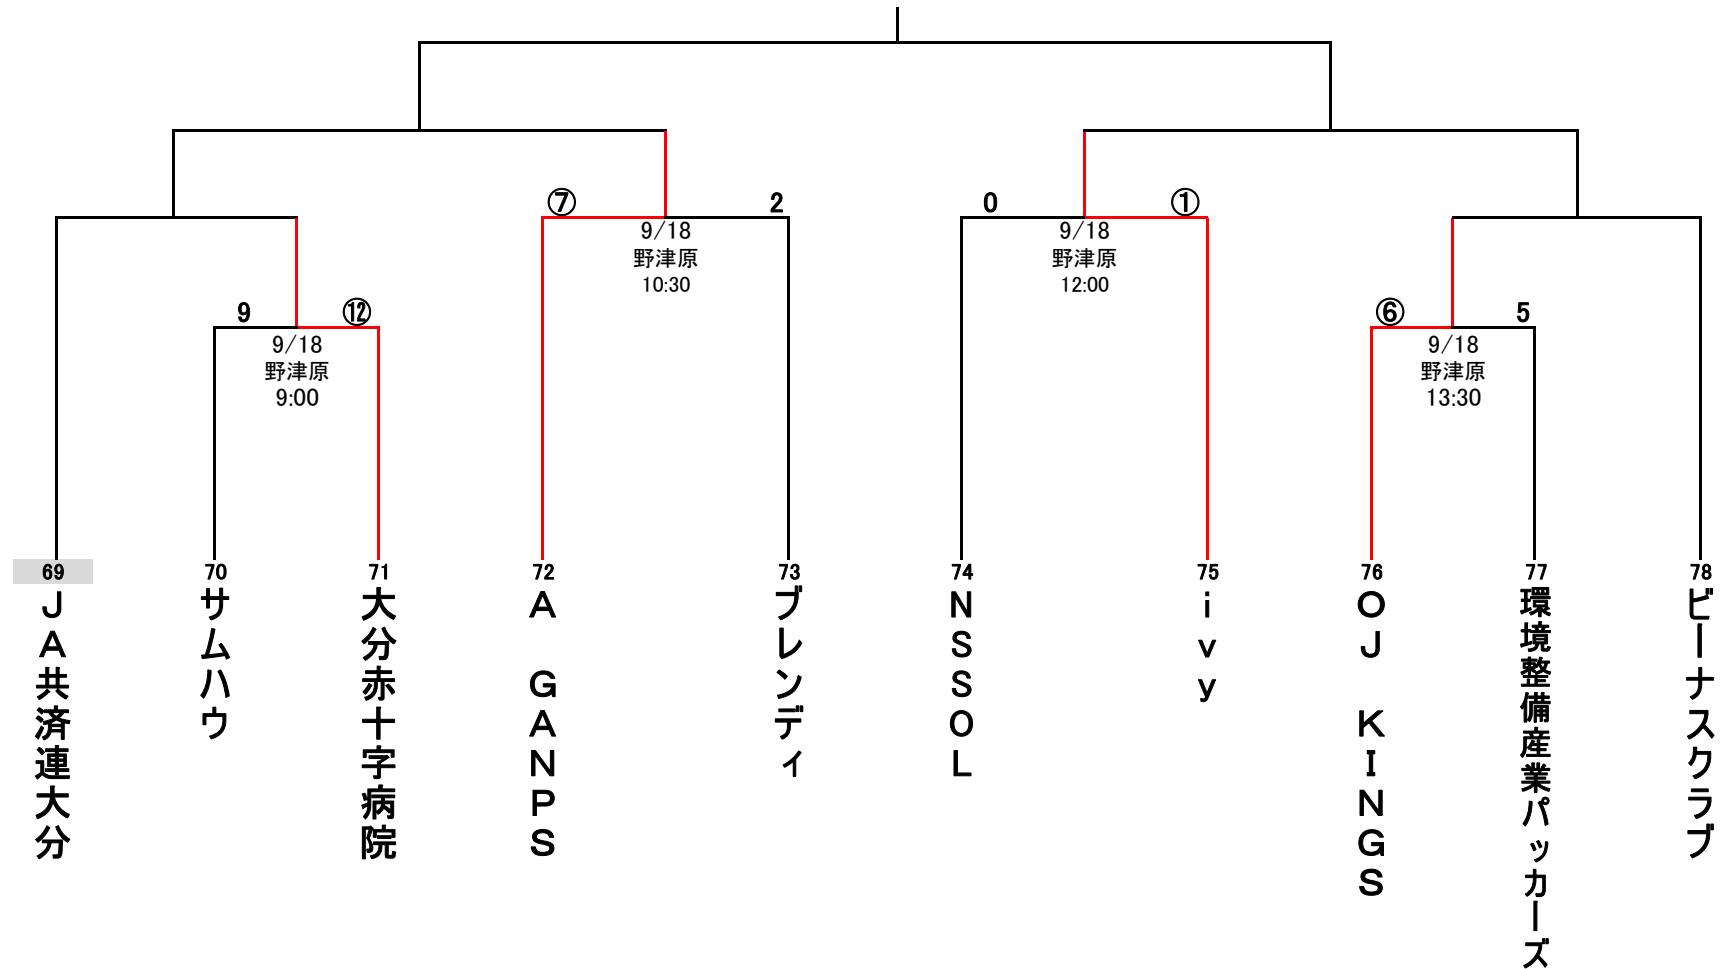 ⑦
2
0
①
9/18
野津原
10:30
9/18
野津原
12:00
9
⑫
⑥
5
9/18
野津原
9:00
9/18
野津原
13:30
69
70
71
72
73
74
75
76
77
78
ＪＡ共済連大分
サムハウ
大分赤十字病院
Ａ　ＧＡＮＰＳ
ブレンディ
ＮＳＳＯＬ
ｉｖｙ
ＯＪ　ＫＩＮＧＳ
環境整備産業パッカーズ
ビーナスクラブ